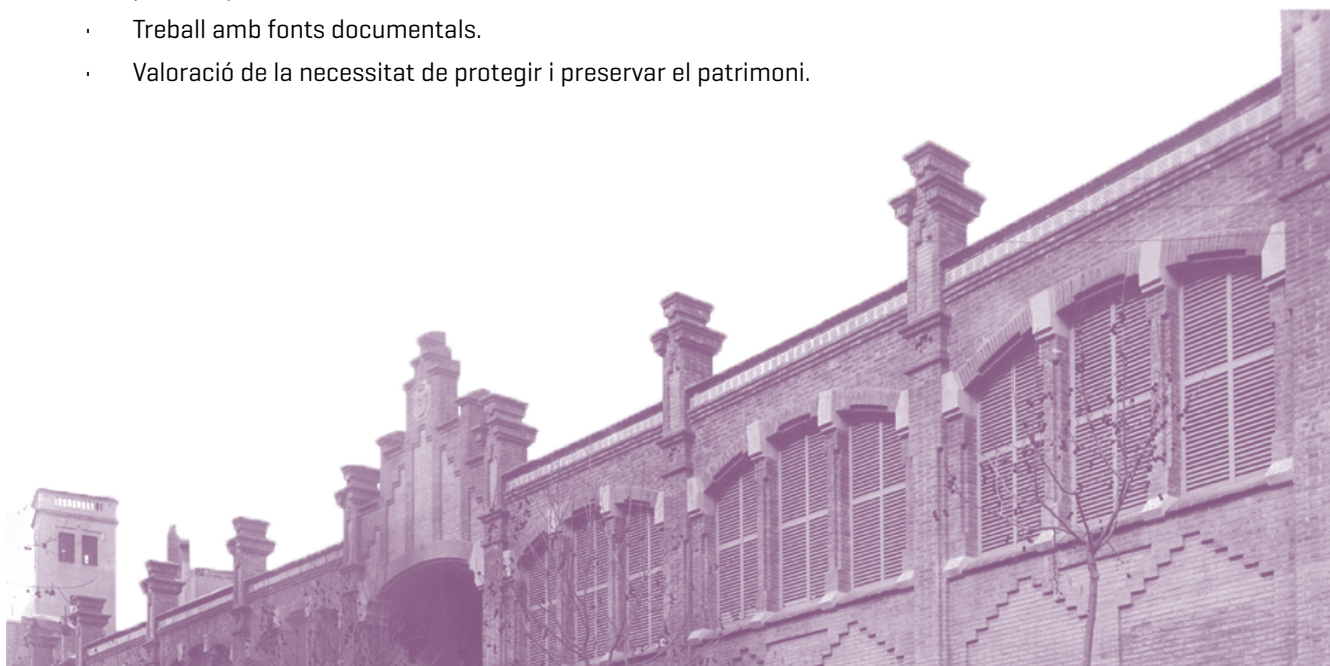 · Treball amb fonts documentals.
· Valoració de la necessitat de protegir i preservar el patrimoni.